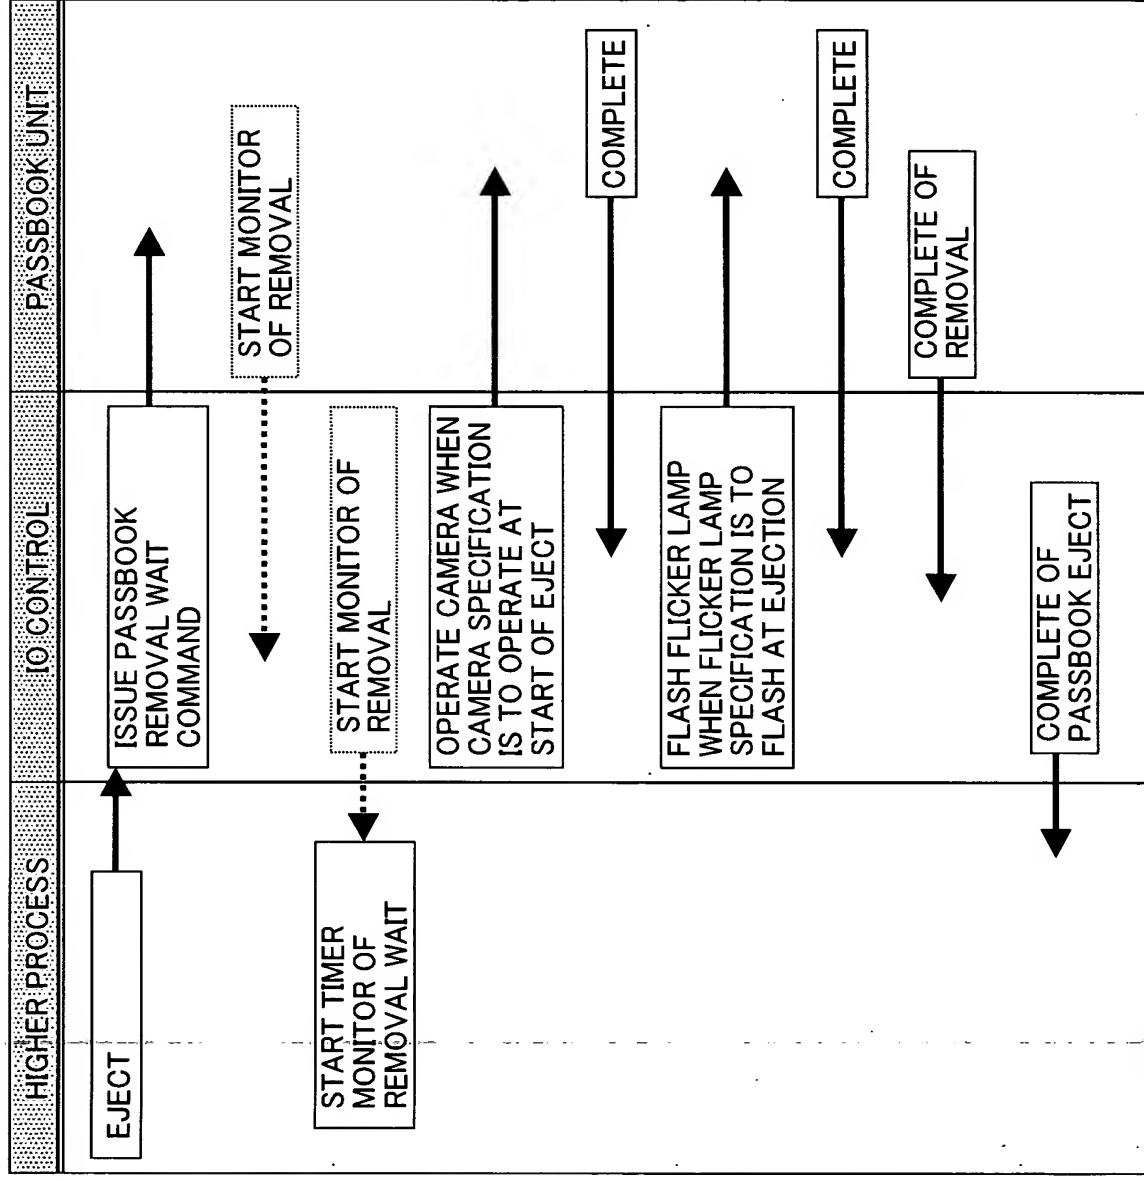 HIGHER PROCESS
IO CONTROL
PASSBOOK UNIT
EJECT
ISSUE PASSBOOK
REMOVAL WAIT
COMMAND
START MONITOR
OF REMOVAL
START TIMER
MONITOR OF
REMOVAL WAIT
START MONITOR OF
REMOVAL
OPERATE CAMERA WHEN
CAMERA SPECIFICATION
IS TO OPERATE AT
START OF EJECT
COMPLETE
FLASH FLICKER LAMP
WHEN FLICKER LAMP
SPECIFICATION IS TO
FLASH AT EJECTION
COMPLETE
COMPLETE OF
REMOVAL
COMPLETE OF
PASSBOOK EJECT